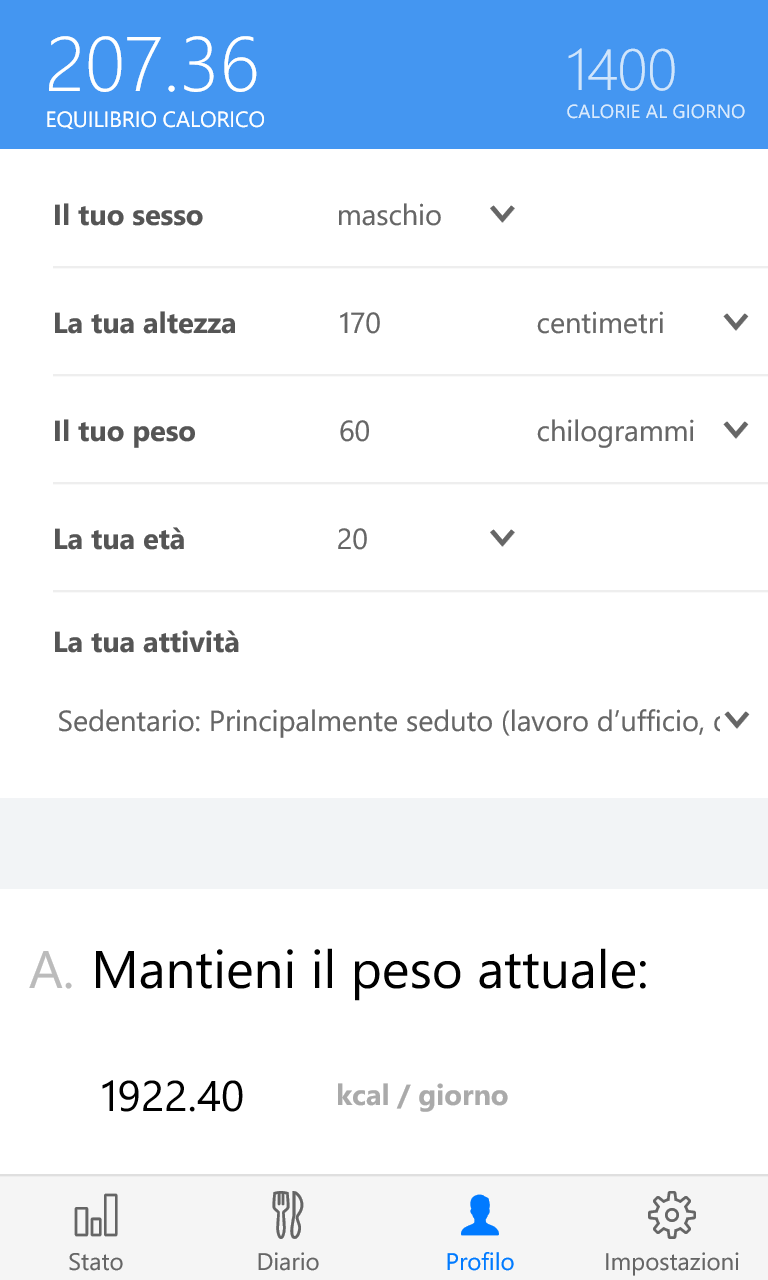 207.36
EQUILIBRIO CALORICO
1400
CALORIE AL GIORNO
Il tuo sesso maschio
La tua altezza 170 centimetri
Il tuo peso 60 chilogrammi
La tua età 20
La tua attività
Sedentario: Principalmente seduto (lavoro d’ufficio,
A. Mantieni il peso attuale:
1922.40 kcal / giorno
Stato Diario Profilo Impostazioni